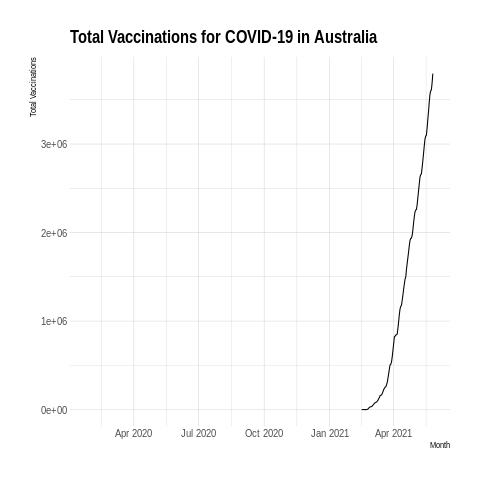 Total Vaccinations for COVID-19 in Australia
Total Vaccinations
3e+06
2e+06
1e+06
0e+00
Apr 2020 Jul 2020 Oct 2020 Jan 2021 Apr 2021
Month